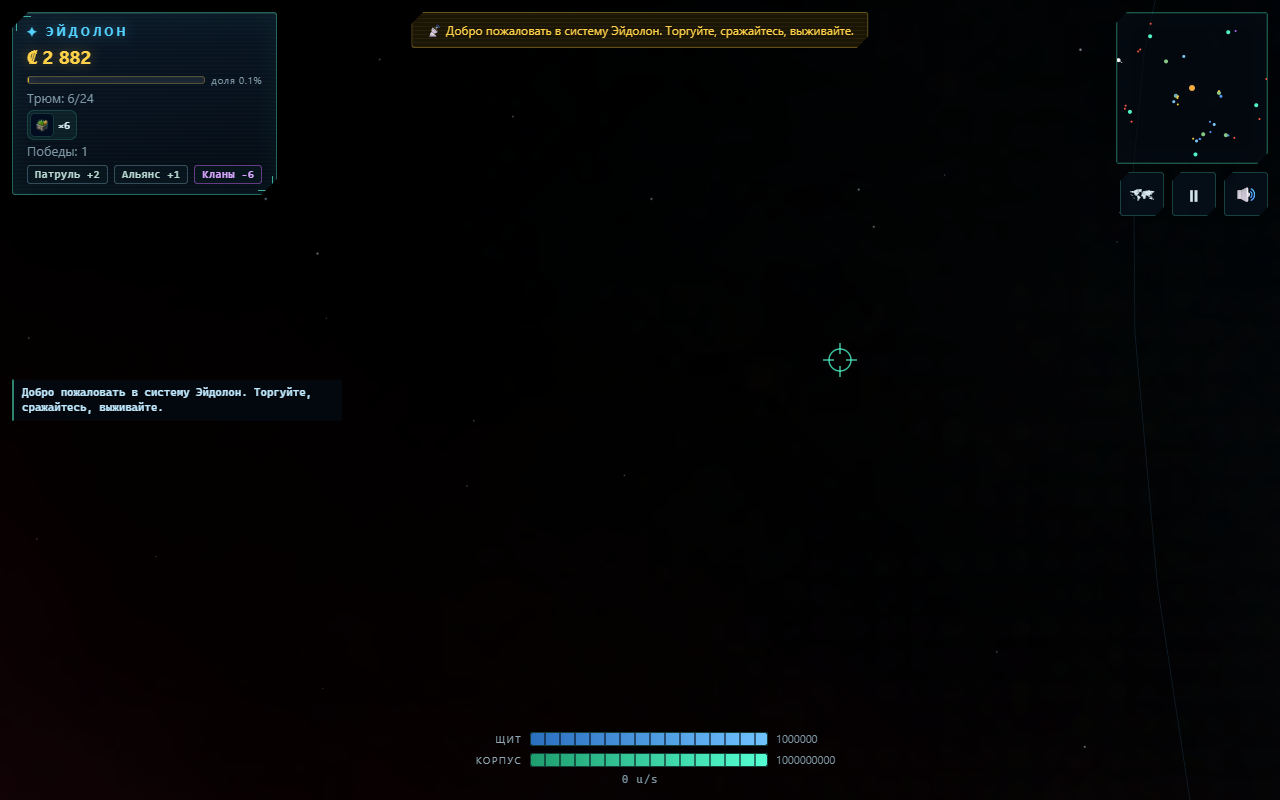 ЭЙДОЛОН
₡ 2 882
доля 0.1%
Трюм: 6/24
×6
Победы: 1
Патруль +2 Альянс +1 Кланы -6
Добро пожаловать в систему Эйдолон. Торгуйте, сражайтесь, выживайте.
Добро пожаловать в систему Эйдолон. Торгуйте,
сражайтесь, выживайте.
ЩИТ 1000000
КОРПУС 1000000000
0 u/s